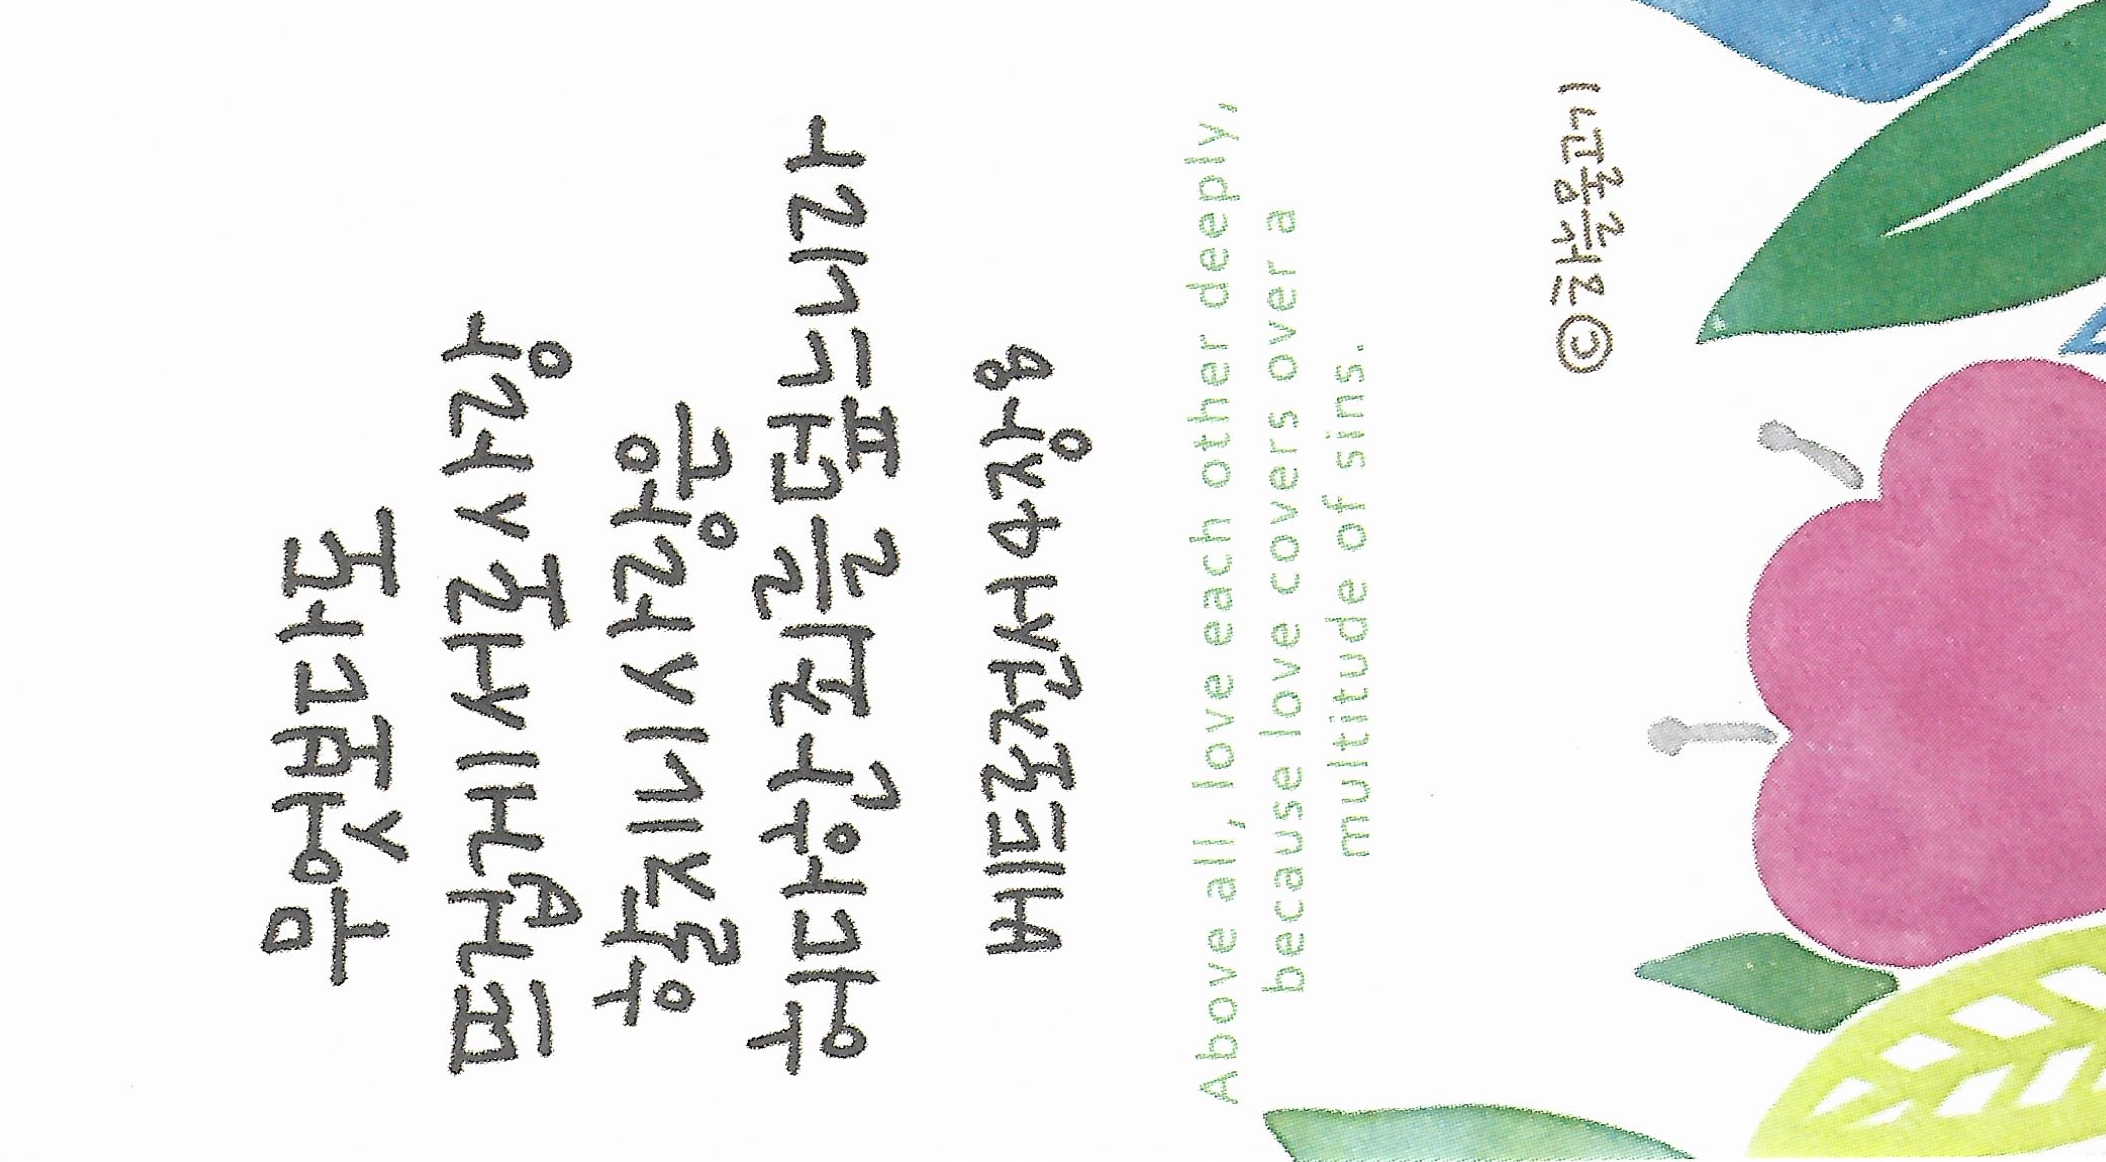 무엇보다도
뜨겁게 서로 사랑
할지니 사랑은
허다한 죄를 덮느니라
베드로전서 4장 8
Above all, love each other deeply,
because love covers over a
multitude of sins.
©하늘물고기